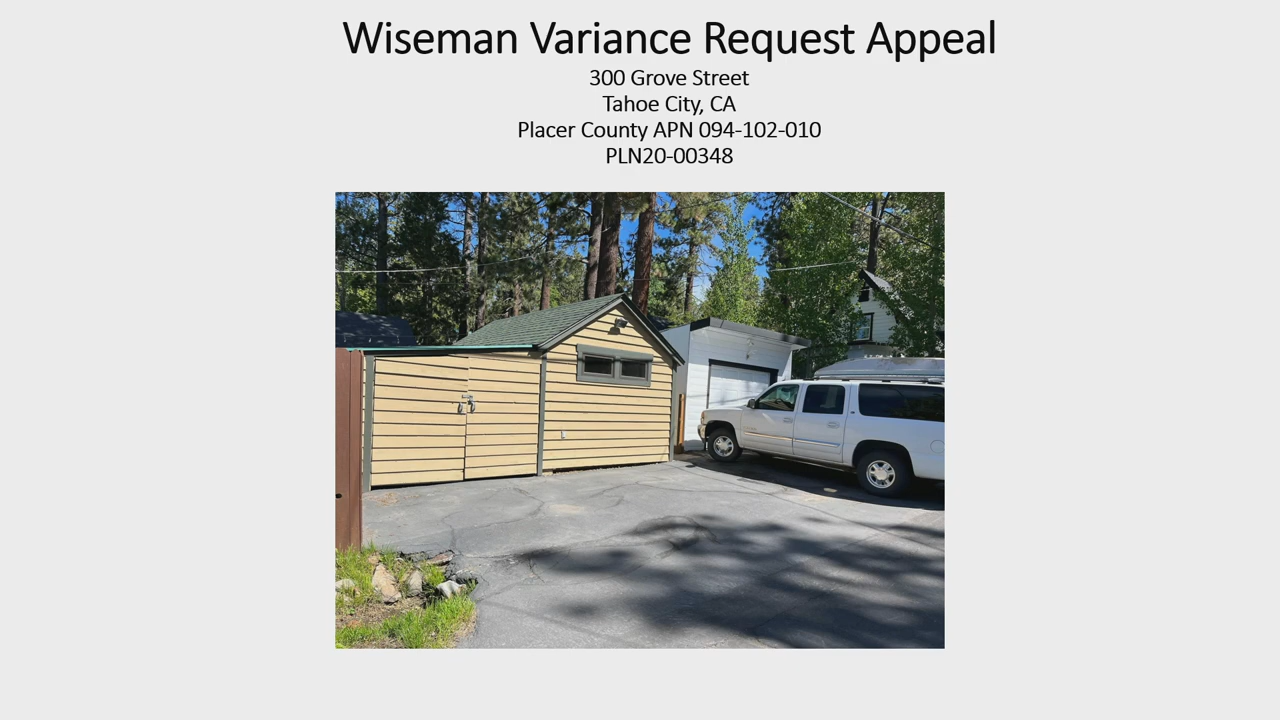 Wiseman Variance Request Appeal
300 Grove Street
Tahoe City, CA
Placer County APN 094-102-010
PLN20-00348